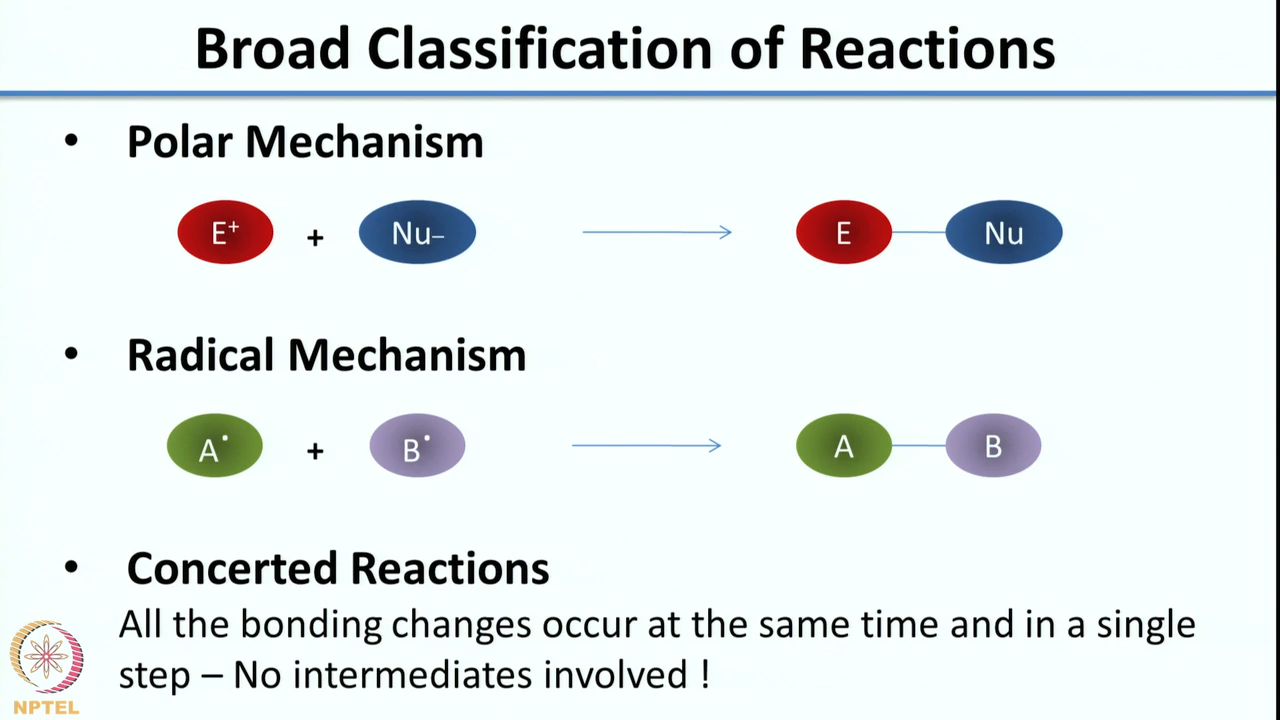 Broad Classification of Reactions
• Polar Mechanism
E⁺ + Nu– E Nu
• Radical Mechanism
A• + B• A B
• Concerted Reactions
All the bonding changes occur at the same time and in a single
step – No intermediates involved !
NPTEL